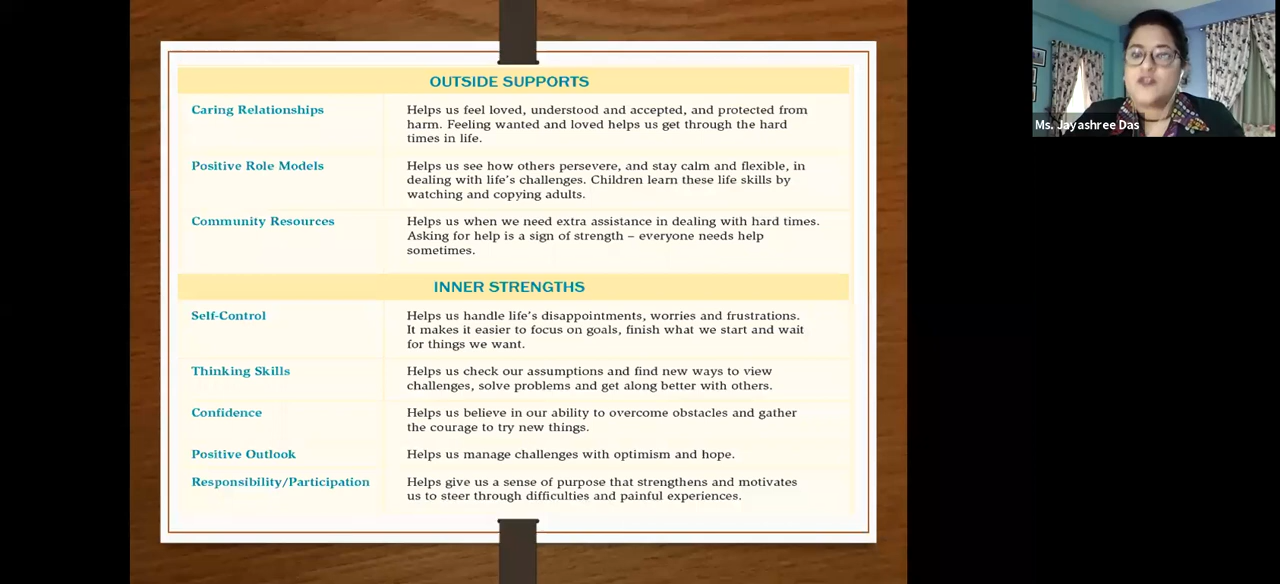 OUTSIDE SUPPORTS
Caring Relationships
Helps us feel loved, understood and accepted, and protected from
harm. Feeling wanted and loved helps us get through the hard
times in life.
Positive Role Models
Helps us see how others persevere, and stay calm and flexible, in
dealing with life's challenges. Children learn these life skills by
watching and copying adults.
Community Resources
Helps us when we need extra assistance in dealing with hard times.
Asking for help is a sign of strength – everyone needs help
sometimes.
INNER STRENGTHS
Self-Control
Helps us handle life's disappointments, worries and frustrations.
It makes it easier to focus on goals, finish what we start and wait
for things we want.
Thinking Skills
Helps us check our assumptions and find new ways to view
challenges, solve problems and get along better with others.
Confidence
Helps us believe in our ability to overcome obstacles and gather
the courage to try new things.
Positive Outlook
Helps us manage challenges with optimism and hope.
Responsibility/Participation
Helps give us a sense of purpose that strengthens and motivates
us to steer through difficulties and painful experiences.
Ms. Jayashree Das